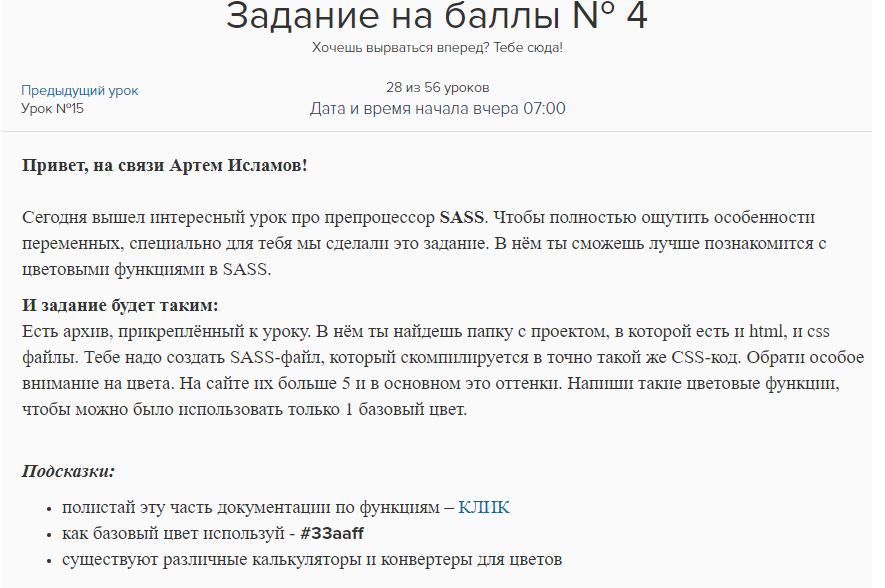 Задание на баллы № 4
Хочешь вырваться вперед? Тебе сюда!
Предыдущий урок
Урок №15
28 из 56 уроков
Дата и время начала вчера 07:00
Привет, на связи Артем Исламов!
Сегодня вышел интересный урок про препроцессор SASS. Чтобы полностью ощутить особенности
переменных, специально для тебя мы сделали это задание. В нём ты сможешь лучше познакомится с
цветовыми функциями в SASS.
И задание будет таким:
Есть архив, прикреплённый к уроку. В нём ты найдешь папку с проектом, в которой есть и html, и css
файлы. Тебе надо создать SASS-файл, который скомпилируется в точно такой же CSS-код. Обрати особое
внимание на цвета. На сайте их больше 5 и в основном это оттенки. Напиши такие цветовые функции,
чтобы можно было использовать только 1 базовый цвет.
Подсказки:
• полистай эту часть документации по функциям – КЛИК
• как базовый цвет используй - #33aaff
• существуют различные калькуляторы и конвертеры для цветов